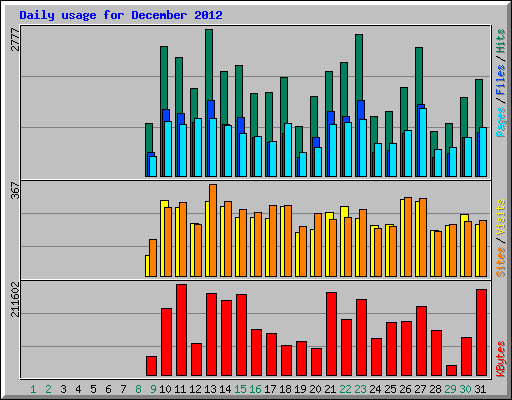 Daily usage for December 2012
2777
Pages / Files / Hits
367
Sites / Visits
211602
KBytes
1 2 3 4 5 6 7 8 9 10 11 12 13 14 15 16 17 18 19 20 21 22 23 24 25 26 27 28 29 30 31